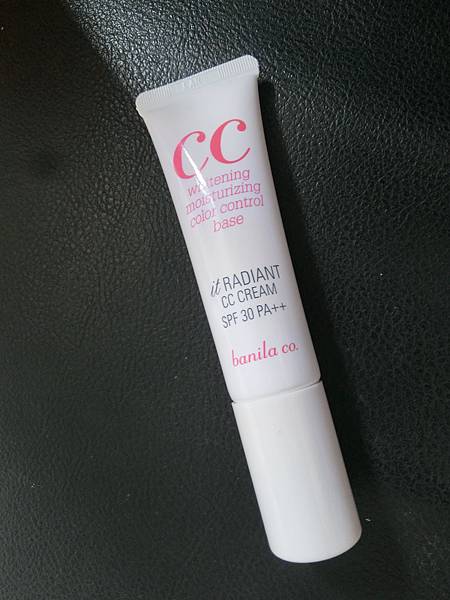 CC
whitening
moisturizing
color control
base
it RADIANT
CC CREAM
SPF 30 PA++
banila co.